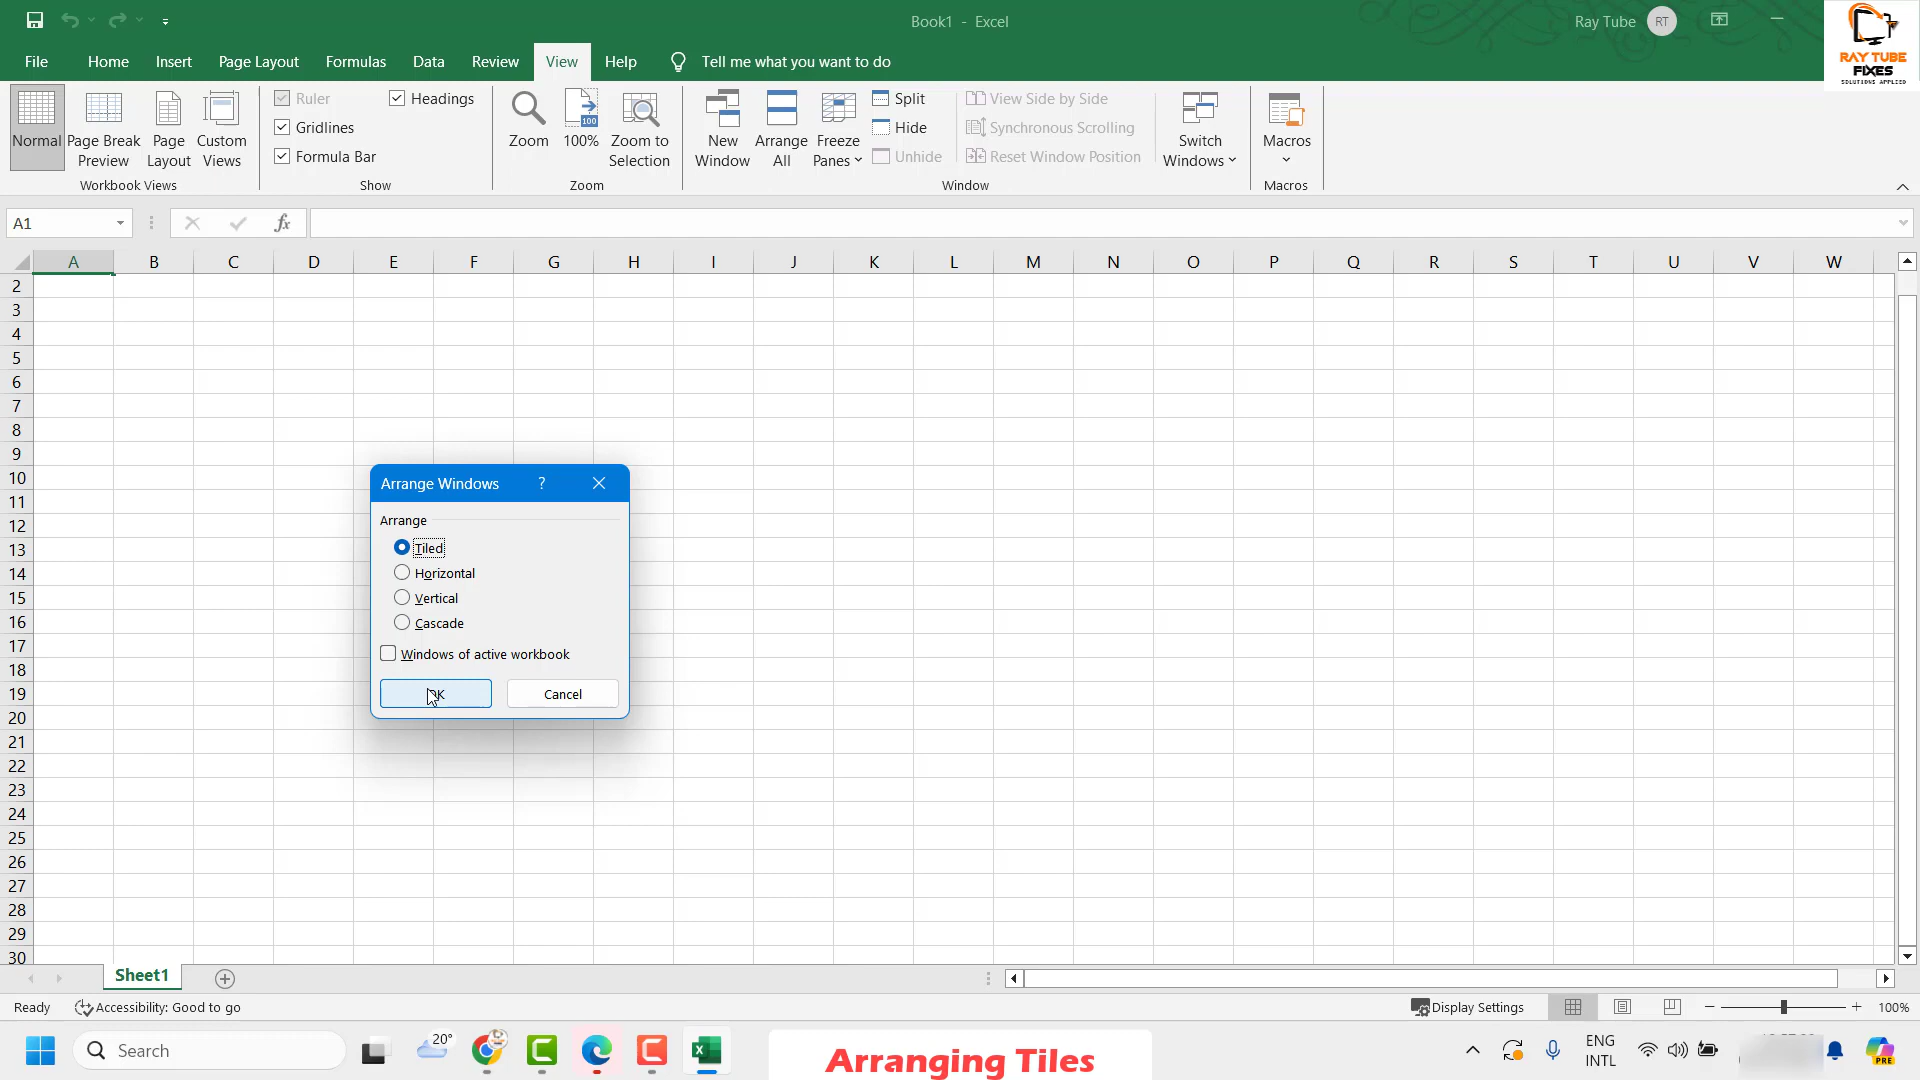 Book1 - Excel
Ray Tube RT
RAY TUBE
FIXES
SOLUTIONS APPLIED
File Home Insert Page Layout Formulas Data Review View Help Tell me what you want to do
Normal
Page Break
Preview
Page
Layout
Custom
Views
Workbook Views
Ruler
Gridlines
Formula Bar
Headings
Show
Zoom
100
100%
Zoom to
Selection
Zoom
New
Window
Arrange
All
Freeze
Panes
Split
Hide
Unhide
View Side by Side
Synchronous Scrolling
Reset Window Position
Switch
Windows
Window
Macros
Macros
A1
fx
A B C D E F G H I J K L M N O P Q R S T U V W
2
3
4
5
6
7
8
9
10
11
12
13
14
15
16
17
18
19
20
21
22
23
24
25
26
27
28
29
30
Arrange Windows ?
Arrange
Tiled
Horizontal
Vertical
Cascade
Windows of active workbook
OK Cancel
Sheet1
Ready Accessibility: Good to go
Display Settings
100%
Search
20°
Arranging Tiles
ENG
INTL
PRE